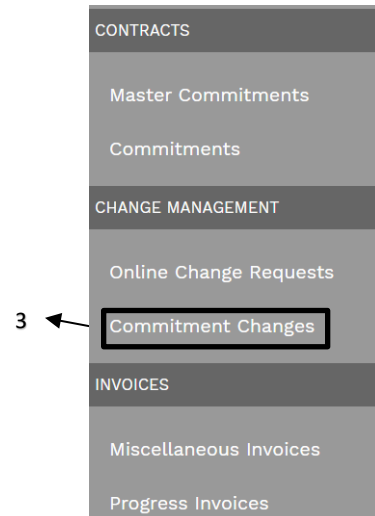 CONTRACTS
Master Commitments
Commitments
CHANGE MANAGEMENT
Online Change Requests
3 Commitment Changes
INVOICES
Miscellaneous Invoices
Progress Invoices